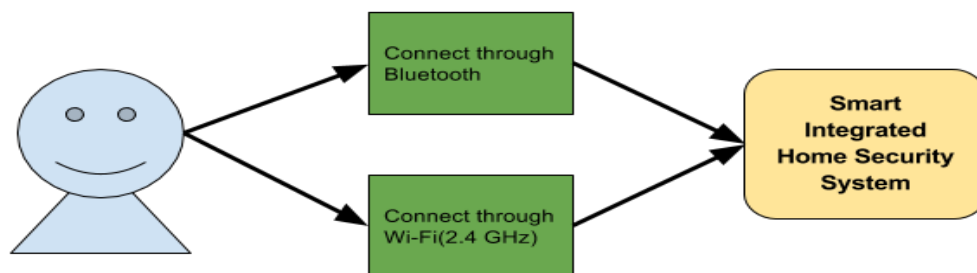 Connect through
Bluetooth
Smart
Integrated
Home Security
System
Connect through
Wi-Fi(2.4 GHz)